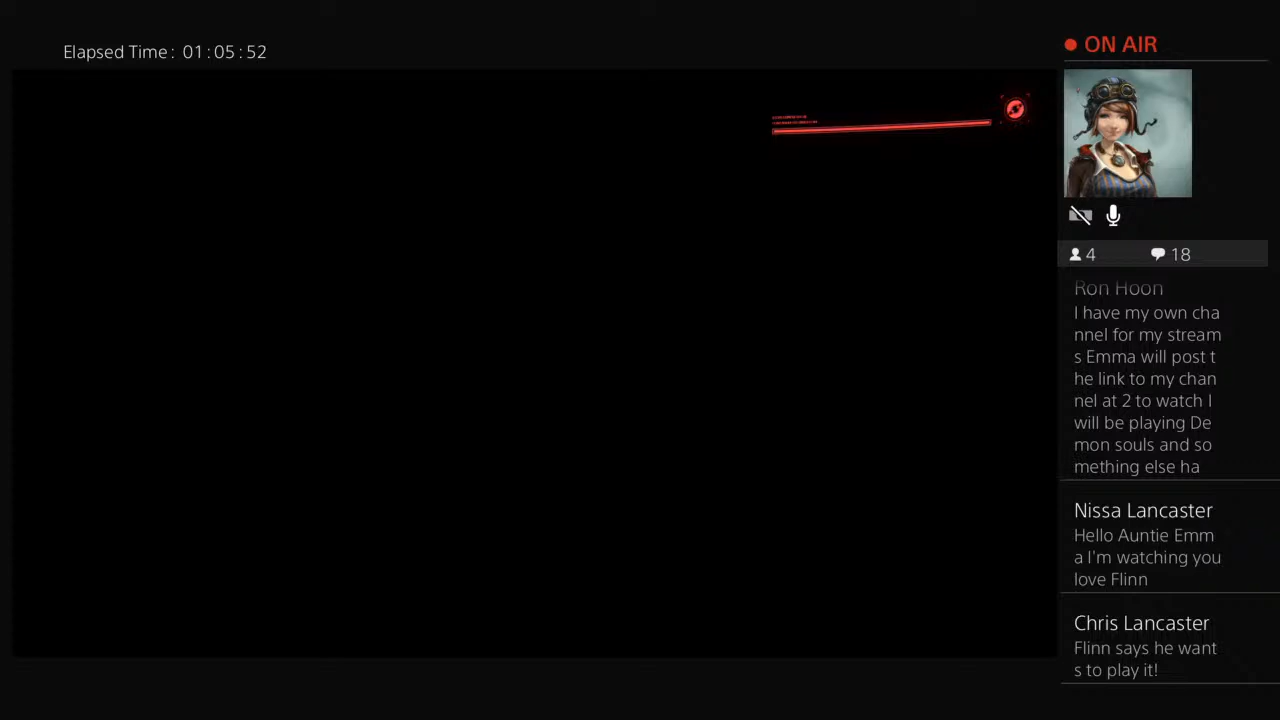 Elapsed Time: 01:05:52
ON AIR
4
18
Ron Hoon
I have my own cha
nnel for my stream
s Emma will post t
he link to my chan
nel at 2 to watch I
will be playing De
mon souls and so
mething else ha
Nissa Lancaster
Hello Auntie Emm
a I'm watching you
love Flinn
Chris Lancaster
Flinn says he want
s to play it!